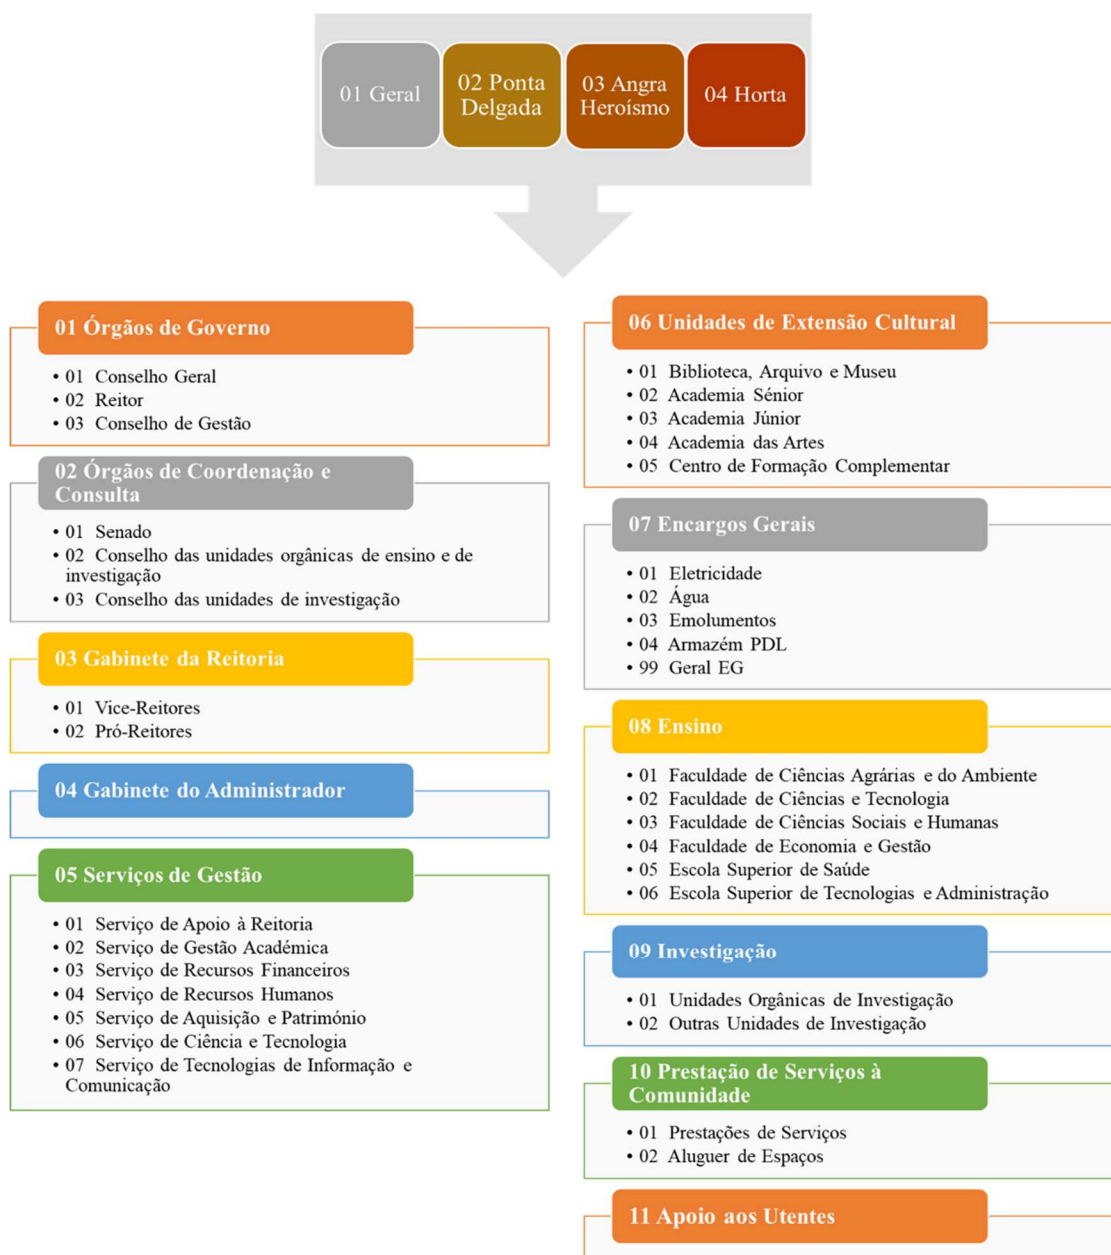 01 Geral
02 Ponta
Delgada
03 Angra
Heroísmo
04 Horta
01 Órgãos de Governo
• 01 Conselho Geral
• 02 Reitor
• 03 Conselho de Gestão
02 Órgãos de Coordenação e
Consulta
• 01 Senado
• 02 Conselho das unidades orgânicas de ensino e de
investigação
• 03 Conselho das unidades de investigação
03 Gabinete da Reitoria
• 01 Vice-Reitores
• 02 Pró-Reitores
04 Gabinete do Administrador
05 Serviços de Gestão
• 01 Serviço de Apoio à Reitoria
• 02 Serviço de Gestão Académica
• 03 Serviço de Recursos Financeiros
• 04 Serviço de Recursos Humanos
• 05 Serviço de Aquisição e Património
• 06 Serviço de Ciência e Tecnologia
• 07 Serviço de Tecnologias de Informação e
Comunicação
06 Unidades de Extensão Cultural
• 01 Biblioteca, Arquivo e Museu
• 02 Academia Sénior
• 03 Academia Júnior
• 04 Academia das Artes
• 05 Centro de Formação Complementar
07 Encargos Gerais
• 01 Eletricidade
• 02 Água
• 03 Emolumentos
• 04 Armazém PDL
• 99 Geral EG
08 Ensino
• 01 Faculdade de Ciências Agrárias e do Ambiente
• 02 Faculdade de Ciências e Tecnologia
• 03 Faculdade de Ciências Sociais e Humanas
• 04 Faculdade de Economia e Gestão
• 05 Escola Superior de Saúde
• 06 Escola Superior de Tecnologias e Administração
09 Investigação
• 01 Unidades Orgânicas de Investigação
• 02 Outras Unidades de Investigação
10 Prestação de Serviços à
Comunidade
• 01 Prestações de Serviços
• 02 Aluguer de Espaços
11 Apoio aos Utentes